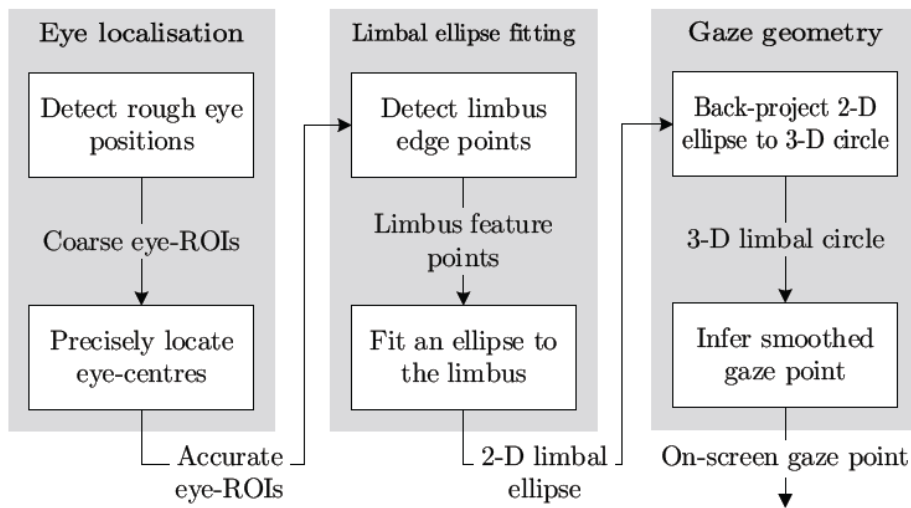 Eye localisation
Detect rough eye
positions
Coarse eye-ROIs
Precisely locate
eye-centres
Accurate
eye-ROIs
Limbal ellipse fitting
Detect limbus
edge points
Limbus feature
points
Fit an ellipse to
the limbus
2-D limbal
ellipse
Gaze geometry
Back-project 2-D
ellipse to 3-D circle
3-D limbal circle
Infer smoothed
gaze point
On-screen gaze point